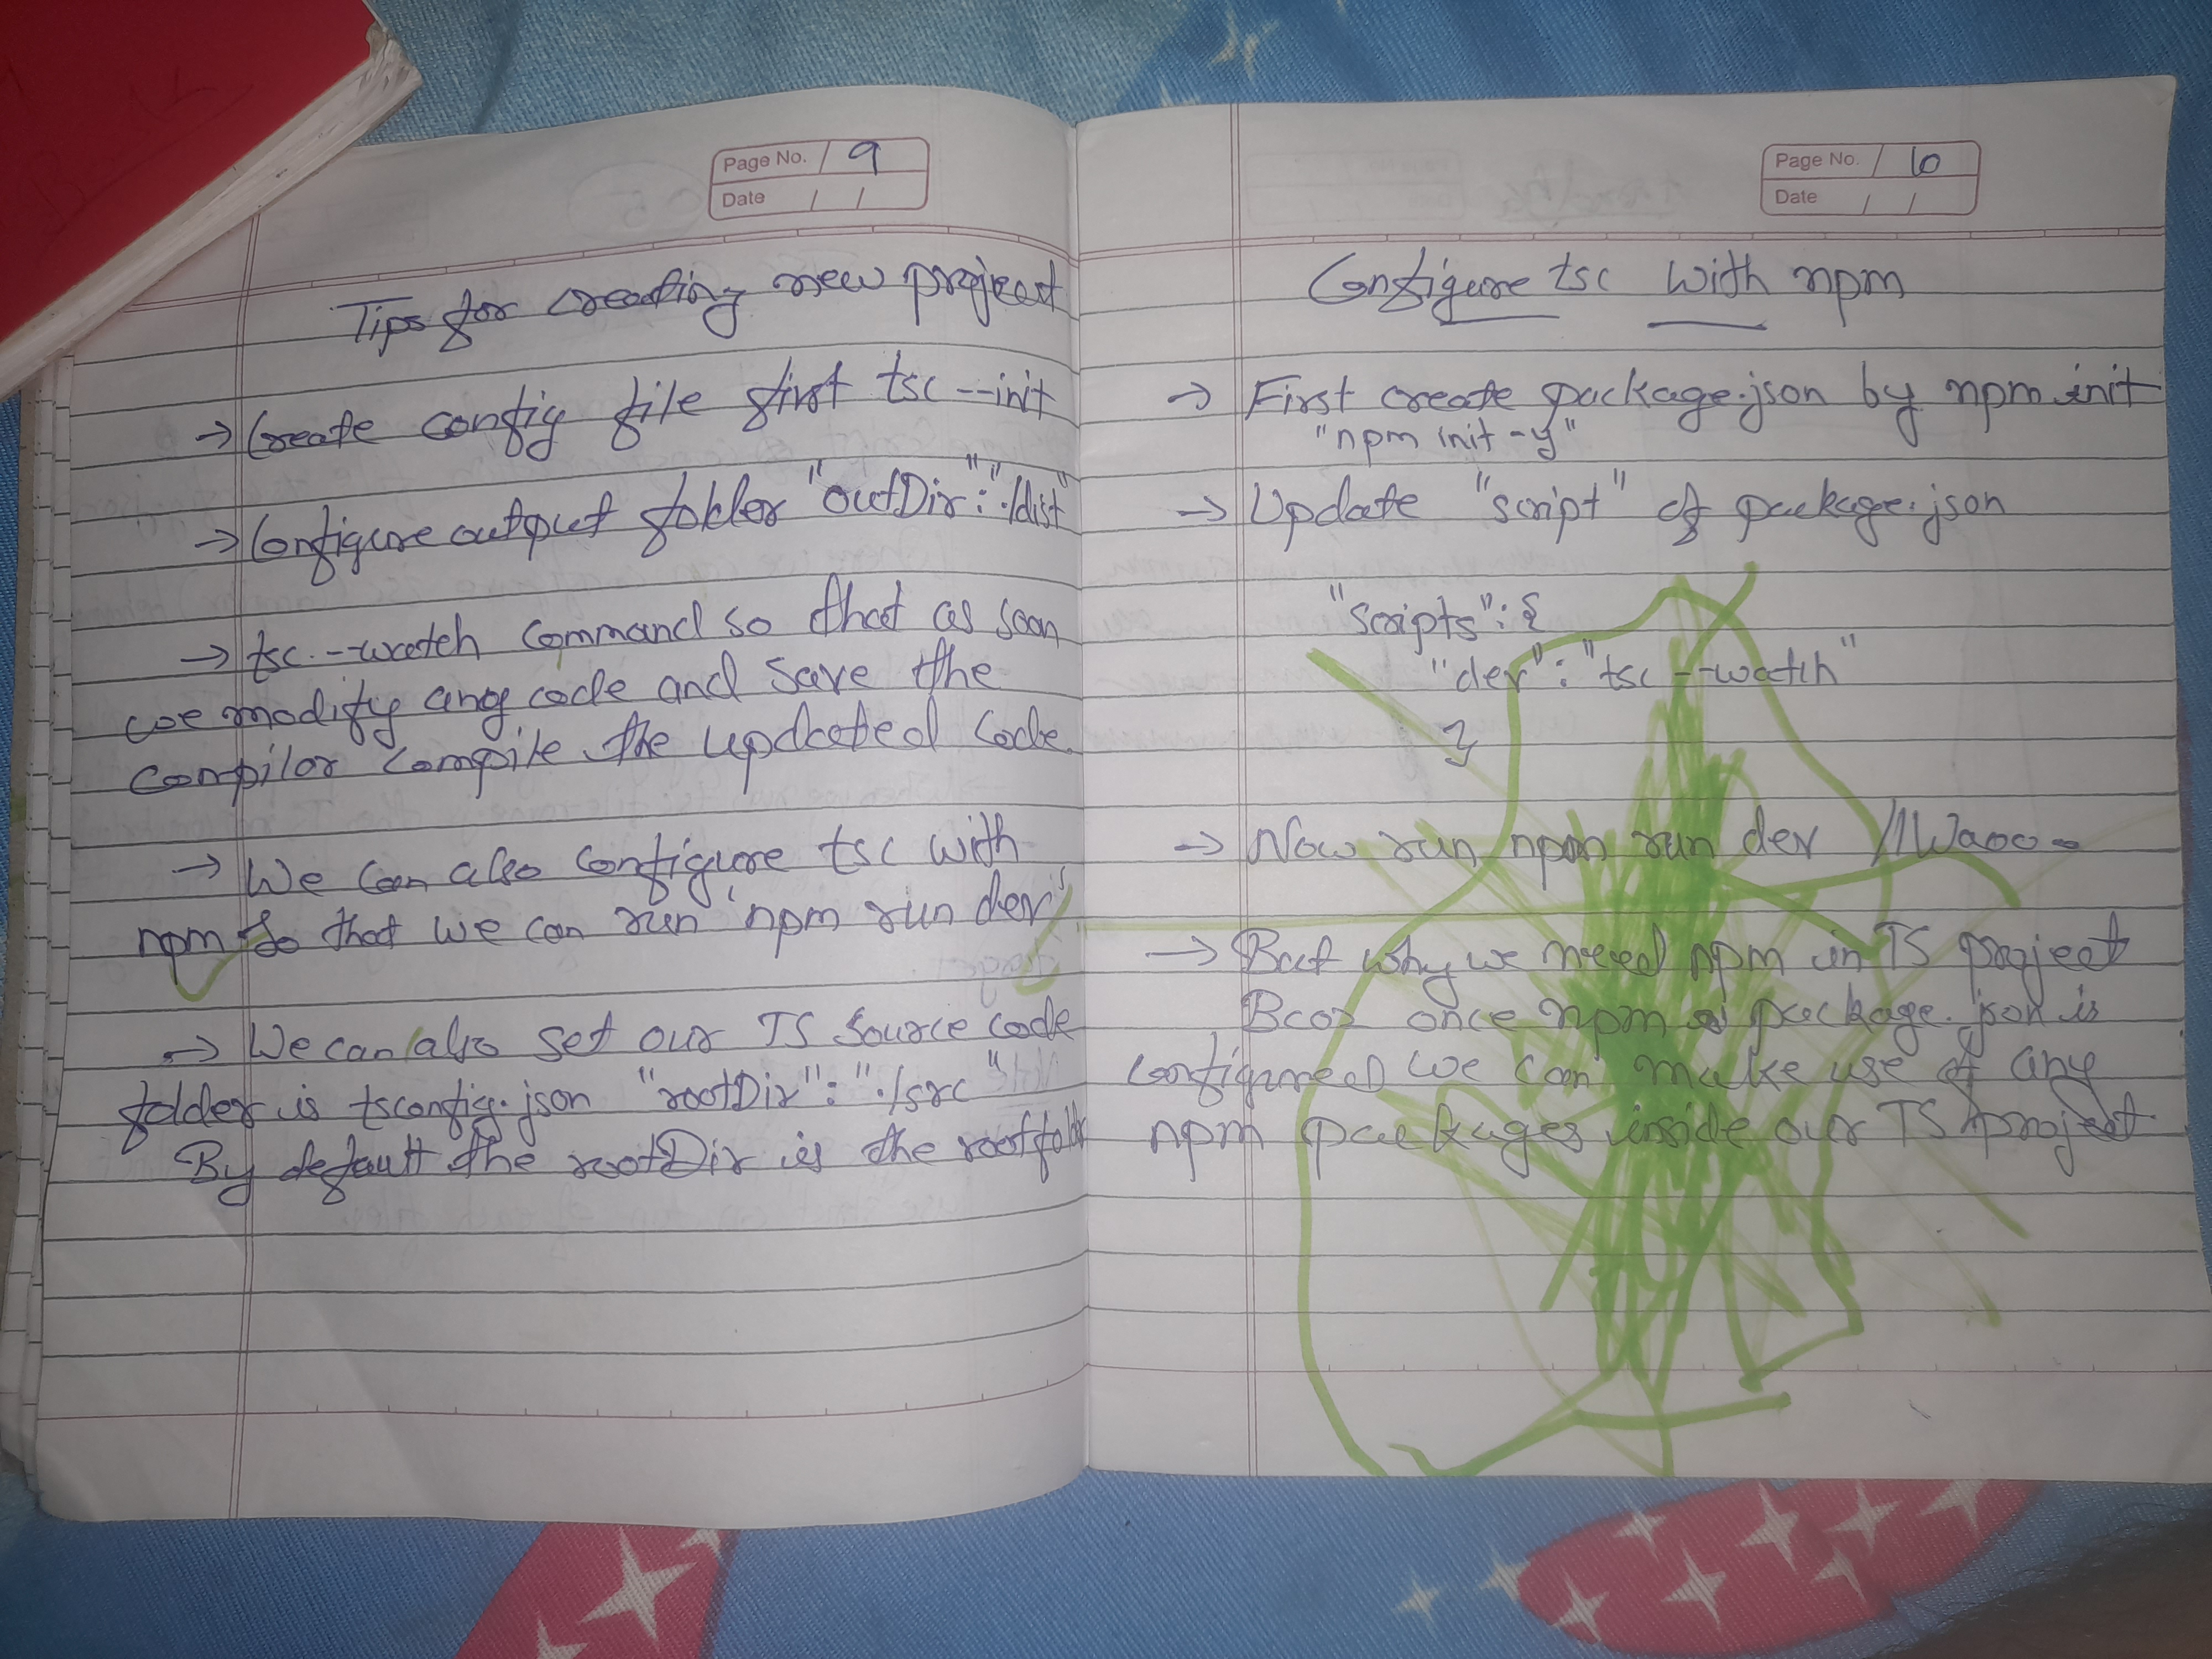 Page No. / 9
Date / /
Tips for creating new project
→ Create config file first tsc --init
→ Configure output folder "outDir": "./dist"
→ tsc --watch command so that as soon
we modify any code and save the
compilor compile the updated code.
→ We can also configure tsc with
npm so that we can run 'npm run dev'
→ We can also set our TS source code
folder is tsconfig.json "rootDir": "./src"
By default the rootDir is the root folder
Page No. / 10
Date / /
Configure tsc with npm
→ First create package.json by npm init
"npm init -y"
→ Update "script" of package.json
"scripts": {
"dev": "tsc --watch"
}
→ Now run npm run dev //Waoo
→ But why we need npm in TS project
Bcoz once npm package.json is
configured we can make use of any
npm packages inside our TS project.